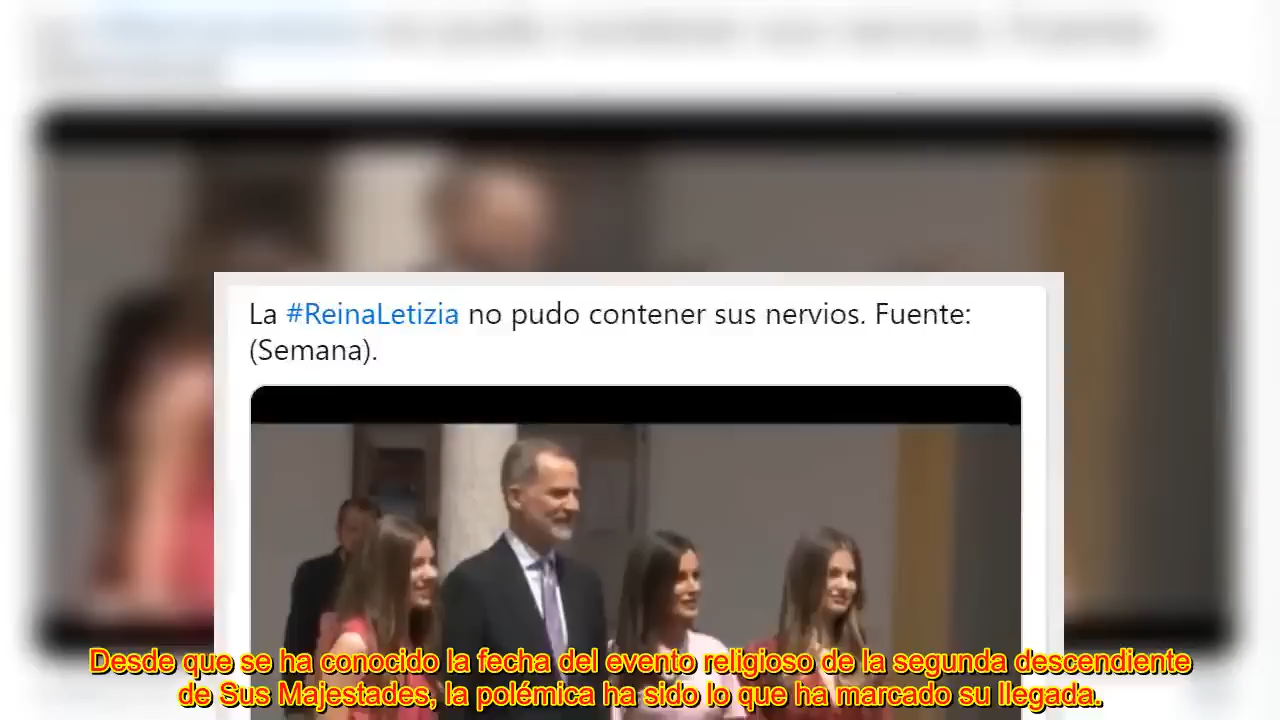 La #ReinaLetizia no pudo contener sus nervios. Fuente:
(Semana).
Desde que se ha conocido la fecha del evento religioso de la segunda descendiente
de Sus Majestades, la polémica ha sido lo que ha marcado su llegada.